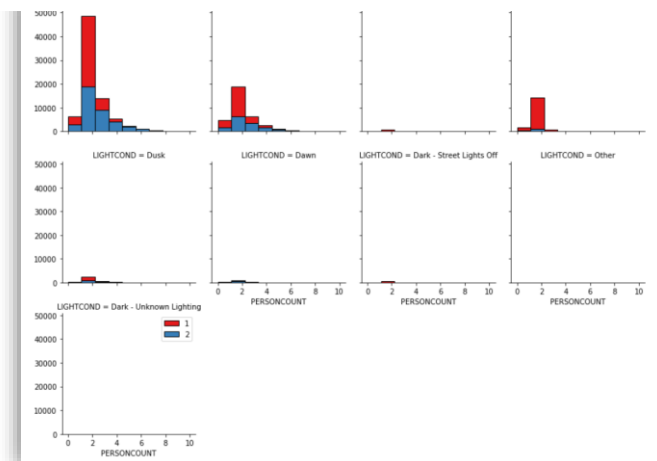 50000
40000
30000
20000
10000
0
LIGHTCOND = Dusk
LIGHTCOND = Dawn
LIGHTCOND = Dark - Street Lights Off
LIGHTCOND = Other
50000
40000
30000
20000
10000
0
0 2 4 6 8 10
PERSONCOUNT
0 2 4 6 8 10
PERSONCOUNT
0 2 4 6 8 10
PERSONCOUNT
LIGHTCOND = Dark - Unknown Lighting
50000
40000
30000
20000
10000
0
1
2
0 2 4 6 8 10
PERSONCOUNT